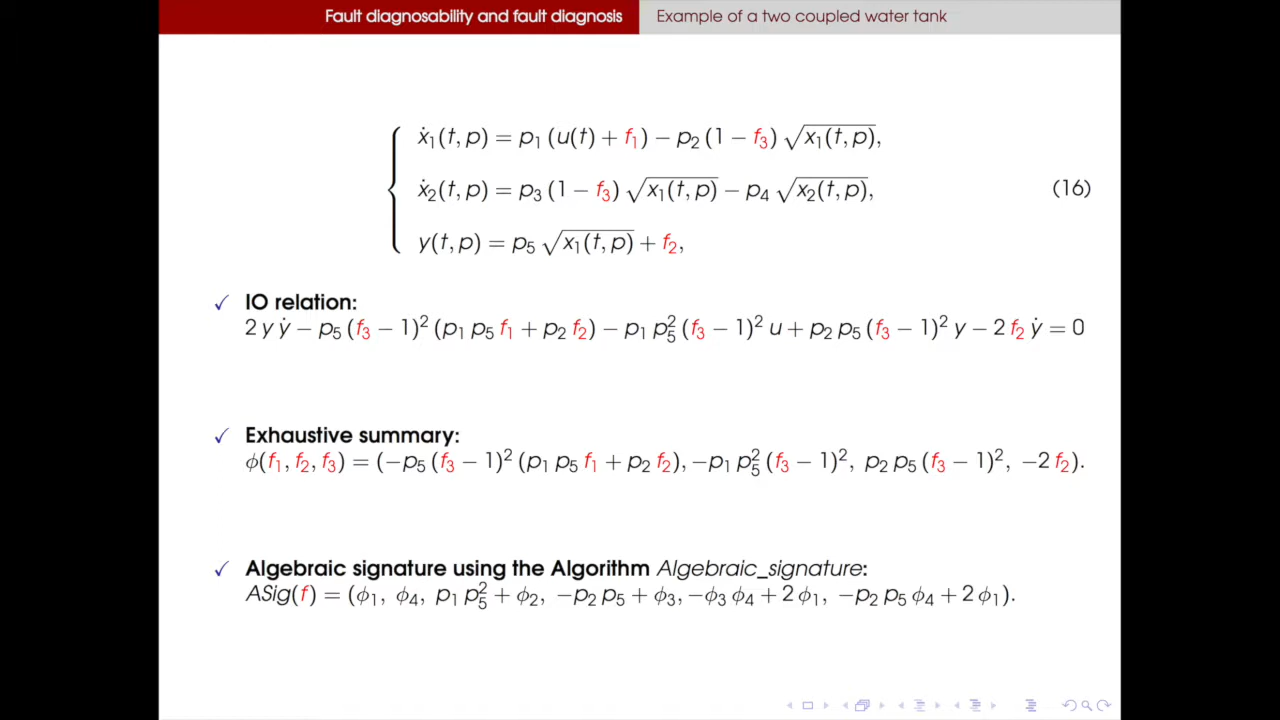 Fault diagnosability and fault diagnosis
Example of a two coupled water tank
ẋ₁(t, p) = p₁ (u(t) + f₁) − p₂ (1 − f₃) √x₁(t, p),
ẋ₂(t, p) = p₃ (1 − f₃) √x₁(t, p) − p₄ √x₂(t, p),
(16)
y(t, p) = p₅ √x₁(t, p) + f₂,
✓ IO relation:
2 y ẏ − p₅ (f₃ − 1)² (p₁ p₅ f₁ + p₂ f₂) − p₁ p₅² (f₃ − 1)² u + p₂ p₅ (f₃ − 1)² y − 2 f₂ ẏ = 0
✓ Exhaustive summary:
ϕ(f₁, f₂, f₃) = (−p₅ (f₃ − 1)² (p₁ p₅ f₁ + p₂ f₂), −p₁ p₅² (f₃ − 1)², p₂ p₅ (f₃ − 1)², −2 f₂).
✓ Algebraic signature using the Algorithm Algebraic_signature:
ASig(f) = (ϕ₁, ϕ₄, p₁ p₅² + ϕ₂, −p₂ p₅ + ϕ₃, −ϕ₃ ϕ₄ + 2 ϕ₁, −p₂ p₅ ϕ₄ + 2 ϕ₁).